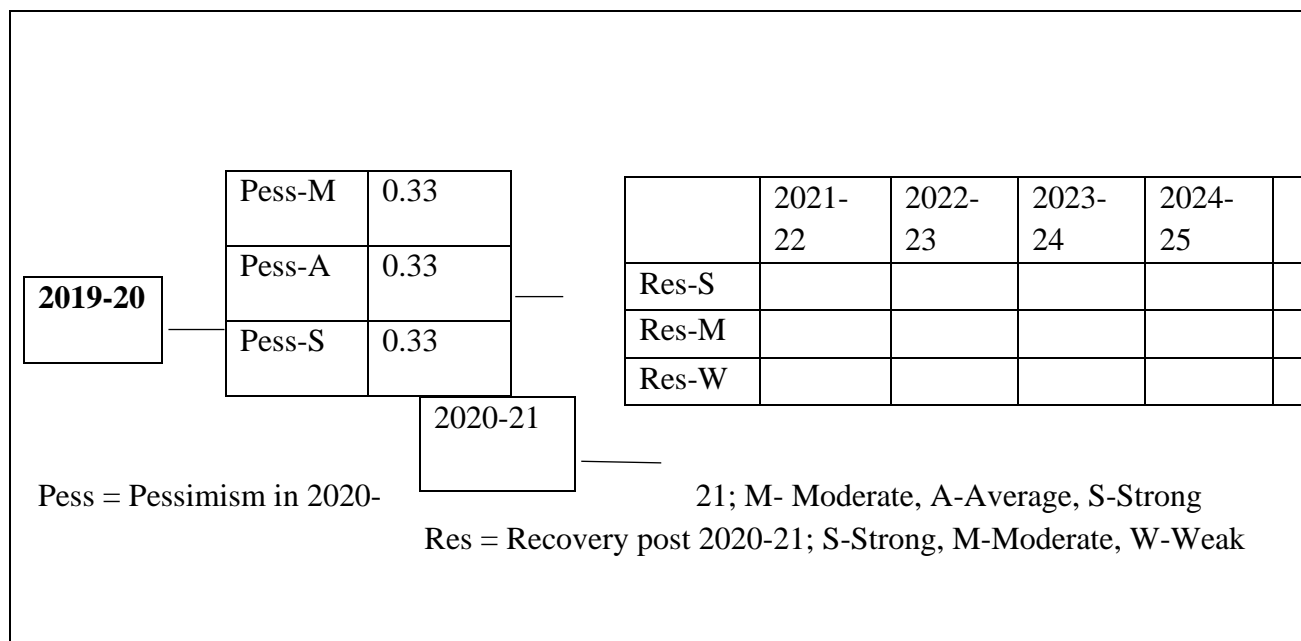 Pess-M 0.33
Pess-A 0.33
Pess-S 0.33
2019-20
2021-22 2022-23 2023-24 2024-25
Res-S
Res-M
Res-W
2020-21
Pess = Pessimism in 2020- 21; M- Moderate, A-Average, S-Strong
Res = Recovery post 2020-21; S-Strong, M-Moderate, W-Weak